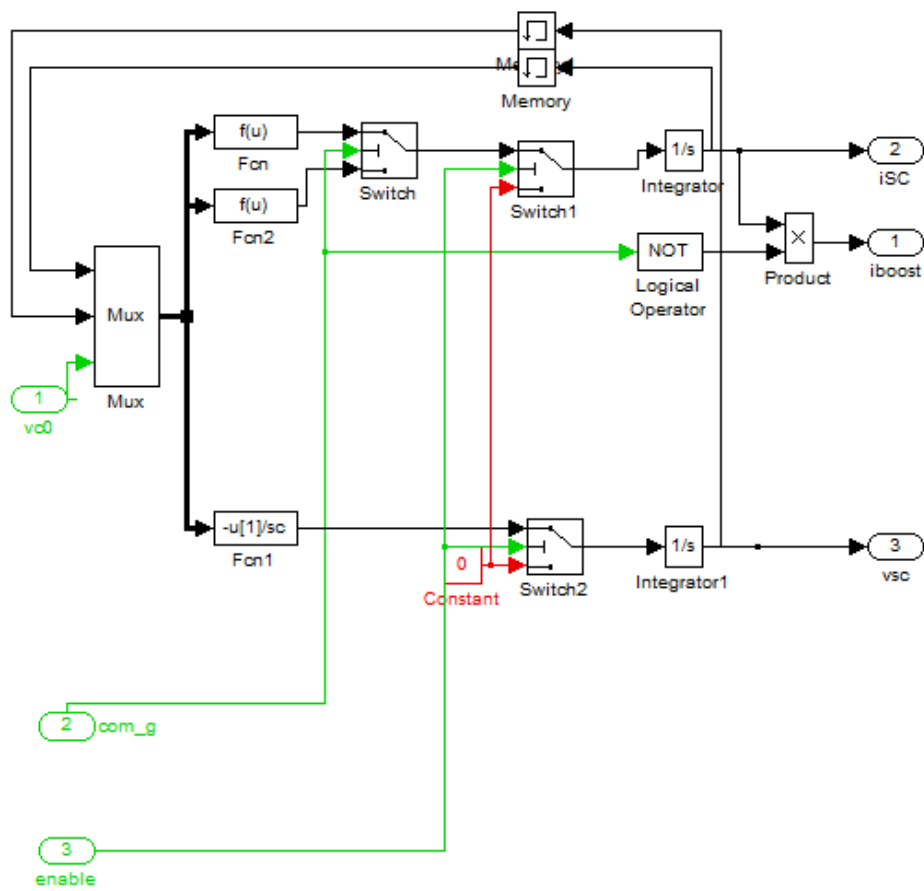 Me
Memory
f(u)
Fcn
Switch
f(u)
Fcn2
Switch1
1/s
Integrator
2
iSC
NOT
Logical
Operator
Product
1
iboost
Mux
Mux
1
vc0
-u[1]/sc
Fcn1
0
Constant
Switch2
1/s
Integrator1
3
vsc
2
com_g
3
enable